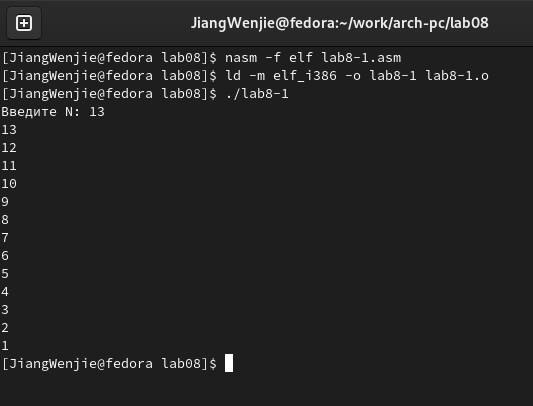 JiangWenjie@fedora:~/work/arch-pc/lab08
[JiangWenjie@fedora lab08]$ nasm -f elf lab8-1.asm
[JiangWenjie@fedora lab08]$ ld -m elf_i386 -o lab8-1 lab8-1.o
[JiangWenjie@fedora lab08]$ ./lab8-1
Введите N: 13
13
12
11
10
9
8
7
6
5
4
3
2
1
[JiangWenjie@fedora lab08]$